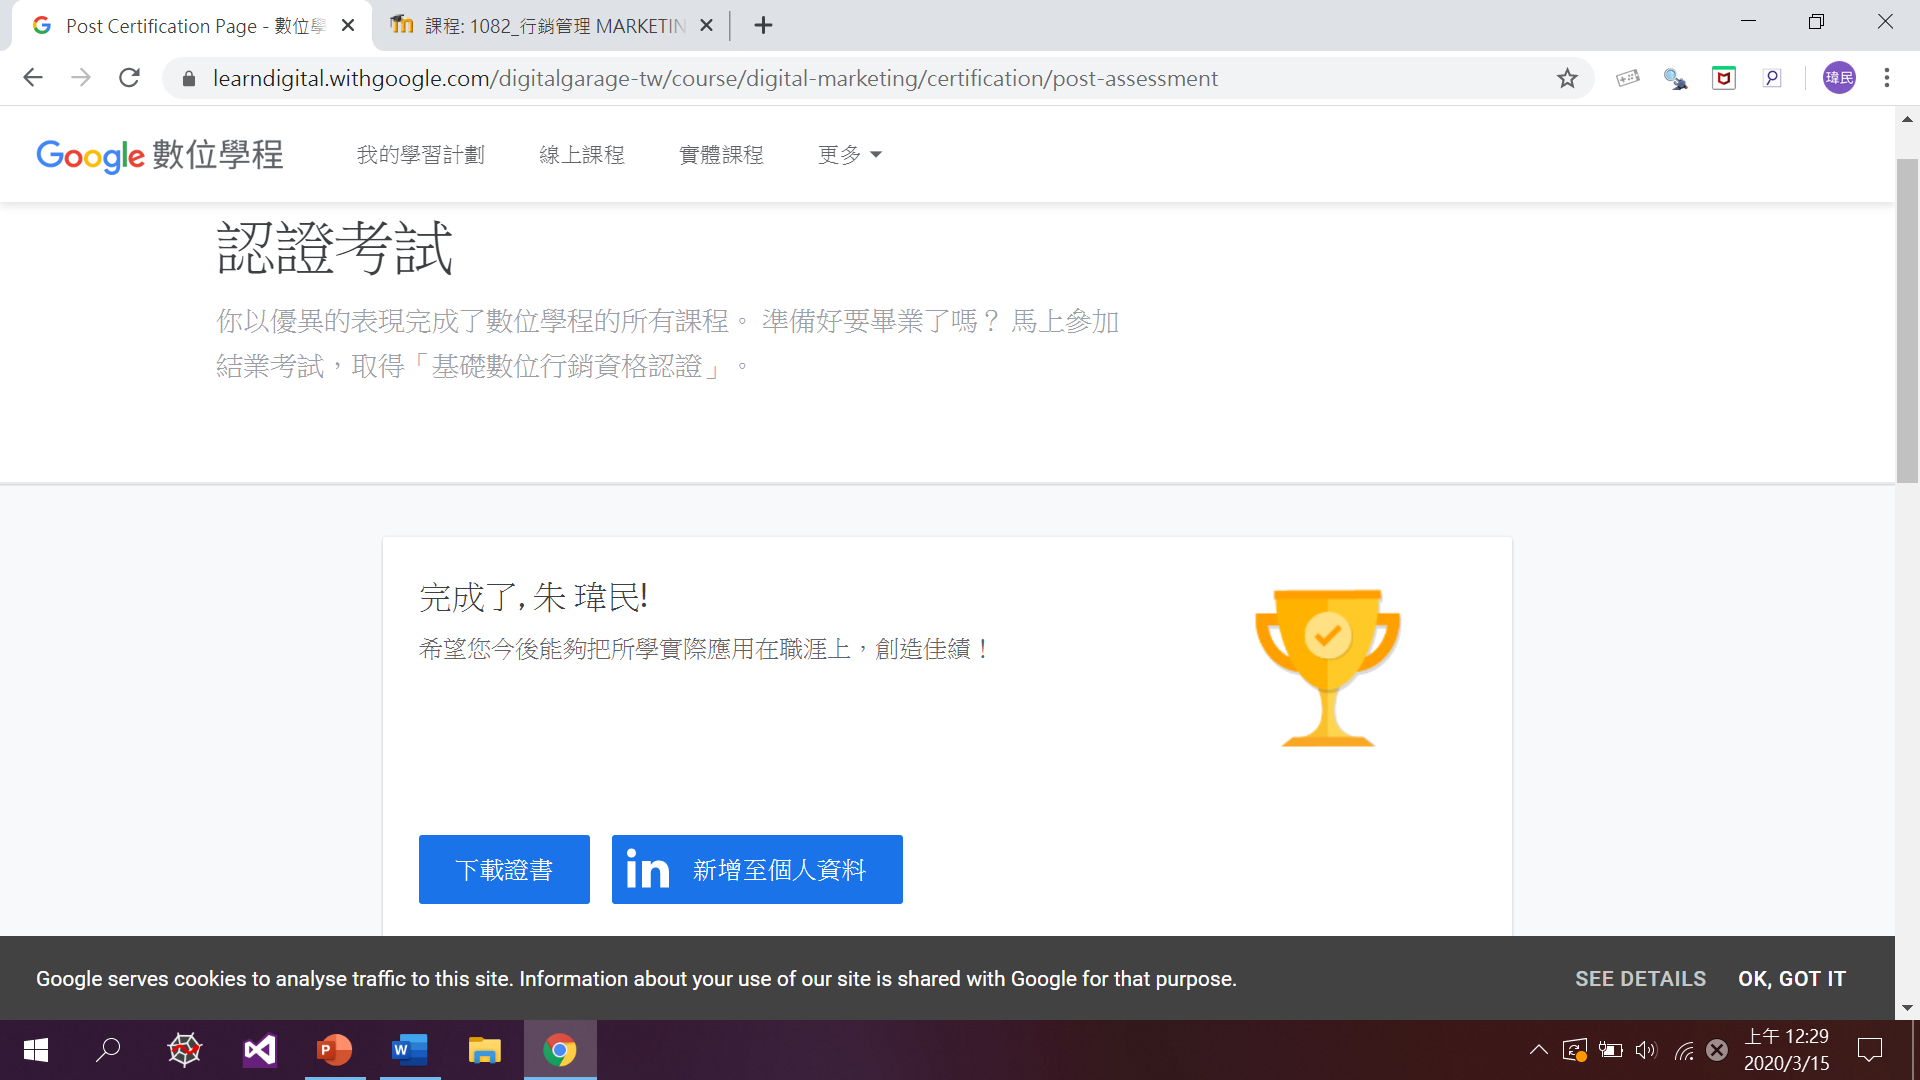 Post Certification Page - 數位學
課程: 1082_行銷管理 MARKETIN
learndigital.withgoogle.com/digitalgarage-tw/course/digital-marketing/certification/post-assessment
瑋民
Google 數位學程
我的學習計劃
線上課程
實體課程
更多
認證考試
你以優異的表現完成了數位學程的所有課程。 準備好要畢業了嗎？ 馬上參加
結業考試，取得「基礎數位行銷資格認證」。
完成了, 朱 瑋民!
希望您今後能夠把所學實際應用在職涯上，創造佳績！
下載證書
in 新增至個人資料
Google serves cookies to analyse traffic to this site. Information about your use of our site is shared with Google for that purpose.
SEE DETAILS
OK, GOT IT
上午 12:29
2020/3/15